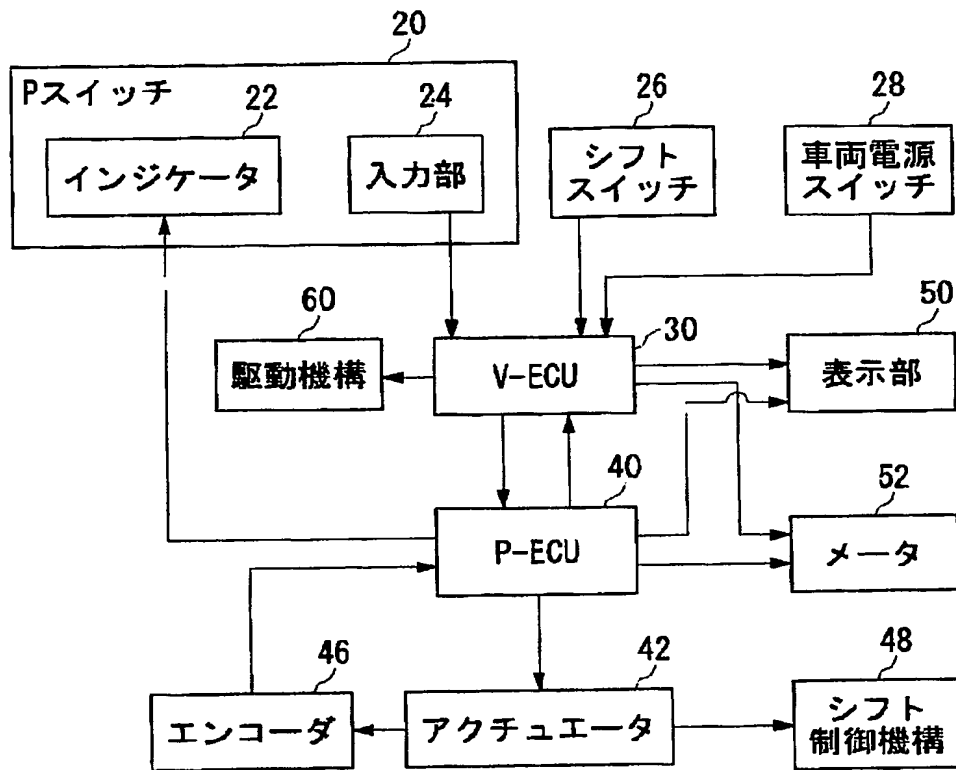 20
Pスイッチ
22
24
26
28
インジケータ
入力部
シフト
スイッチ
車両電源
スイッチ
60
30
50
駆動機構
V-ECU
表示部
40
52
P-ECU
メータ
46
42
48
エンコーダ
アクチュエータ
シフト
制御機構